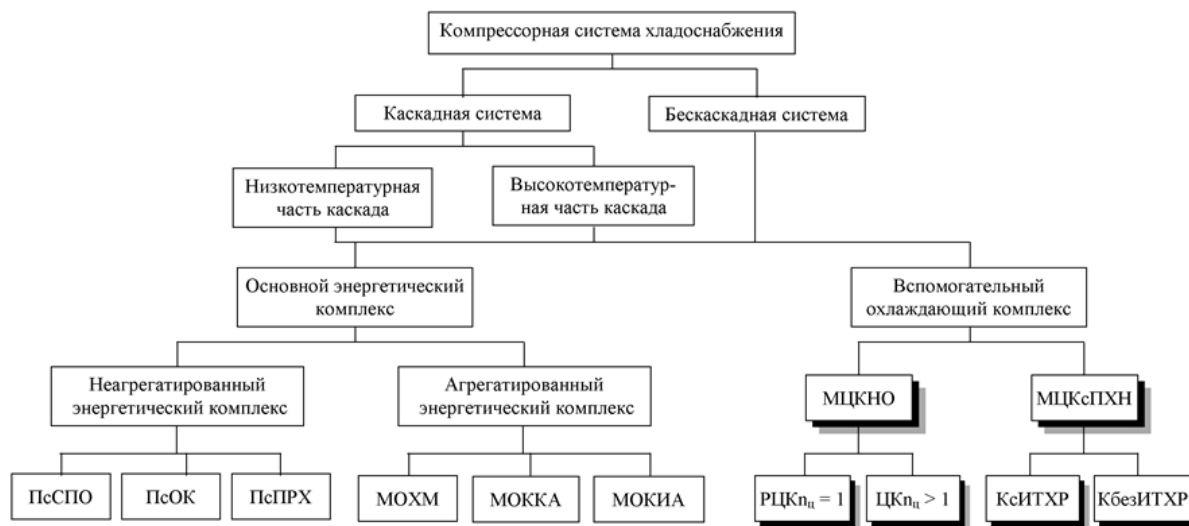 Компрессорная система хладоснабжения
Каскадная система
Бескаскадная система
Низкотемпературная
часть каскада
Высокотемператур-
ная часть каскада
Основной энергетический
комплекс
Вспомогательный
охлаждающий комплекс
Неагрегатированный
энергетический комплекс
Агрегатированный
энергетический комплекс
МЦКНО
МЦКсПХН
ПсСПО
ПсОК
ПсПРХ
МОХМ
МОККА
МОКИА
РЦКnц = 1
ЦКnц > 1
КсИТХР
КбезИТХР